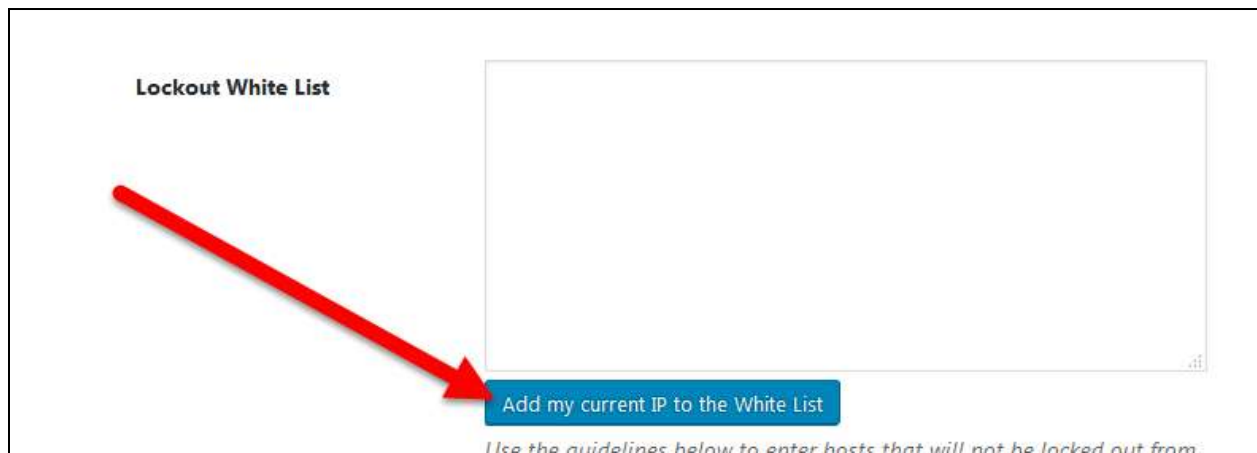 Lockout White List
Add my current IP to the White List
Use the guidelines below to enter hosts that will not be locked out from